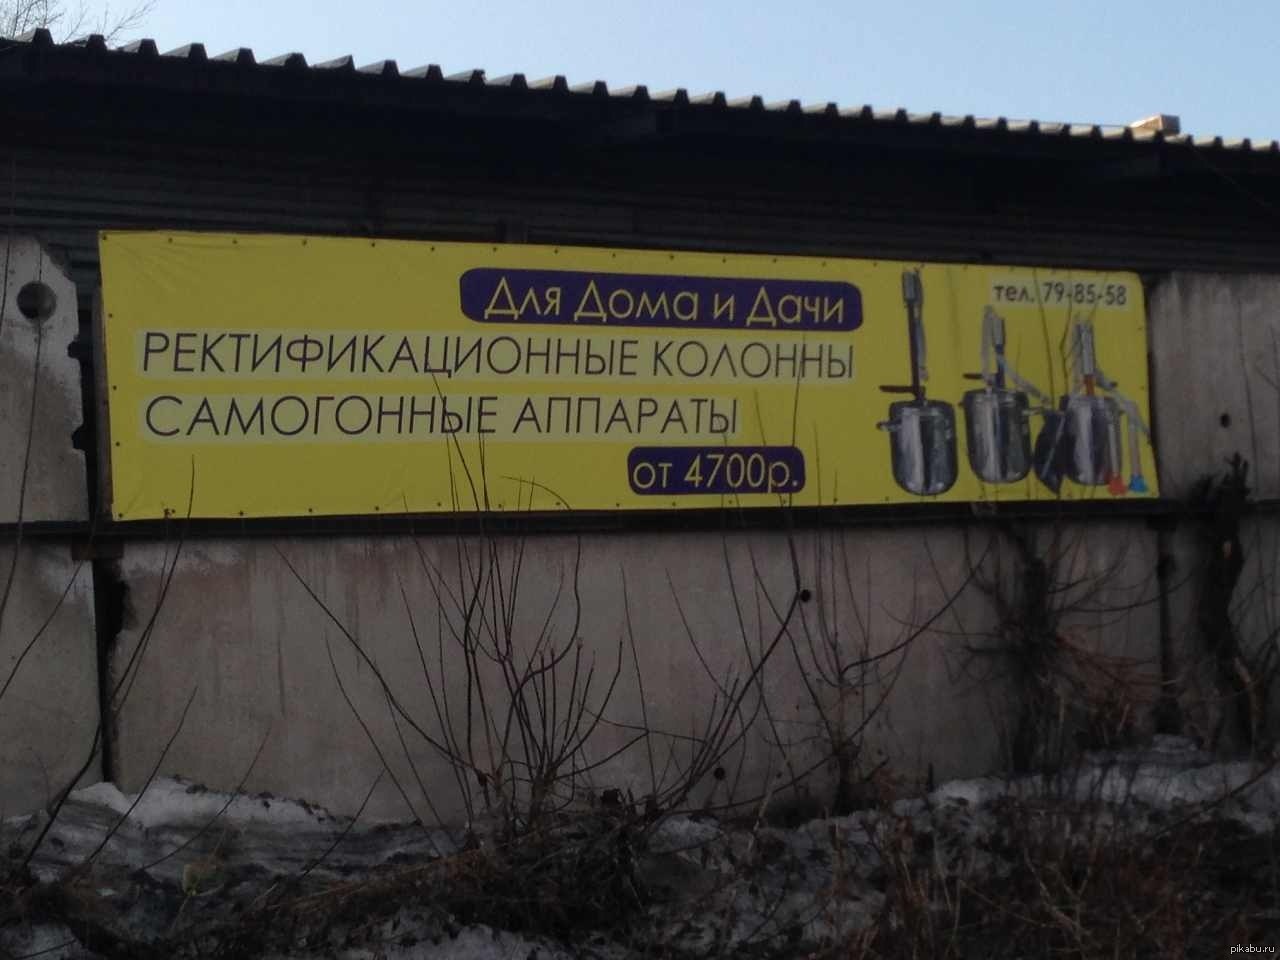 Для Дома и Дачи
тел. 79-85-58
РЕКТИФИКАЦИОННЫЕ КОЛОННЫ
САМОГОННЫЕ АППАРАТЫ
от 4700р.
pikabu.ru